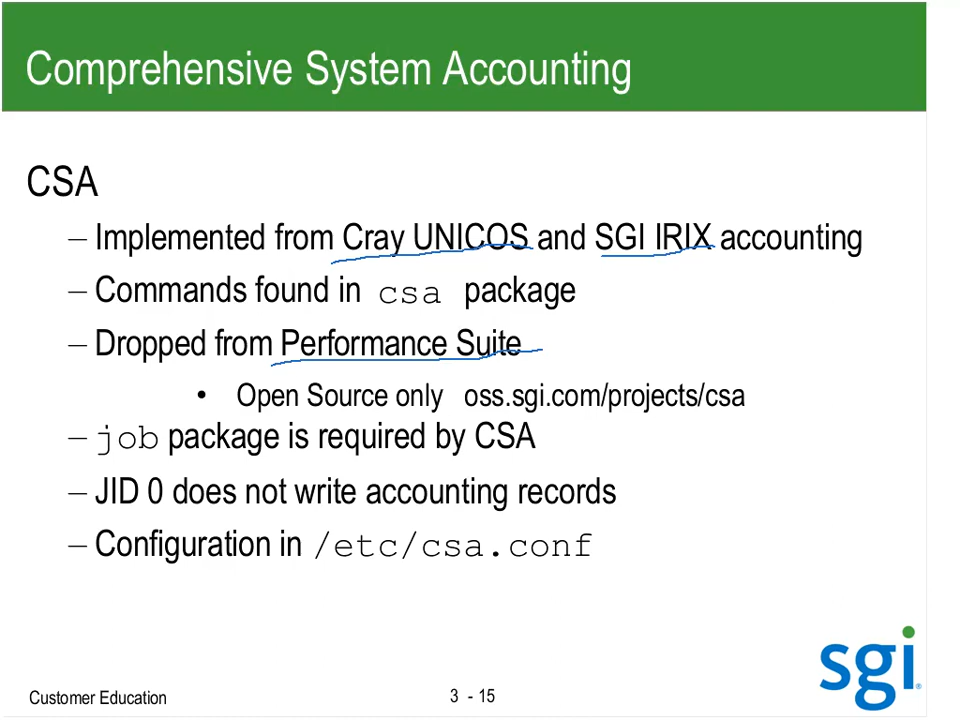 Comprehensive System Accounting
CSA
– Implemented from Cray UNICOS and SGI IRIX accounting
– Commands found in csa package
– Dropped from Performance Suite
• Open Source only oss.sgi.com/projects/csa
– job package is required by CSA
– JID 0 does not write accounting records
– Configuration in /etc/csa.conf
sgi®
Customer Education
3 - 15